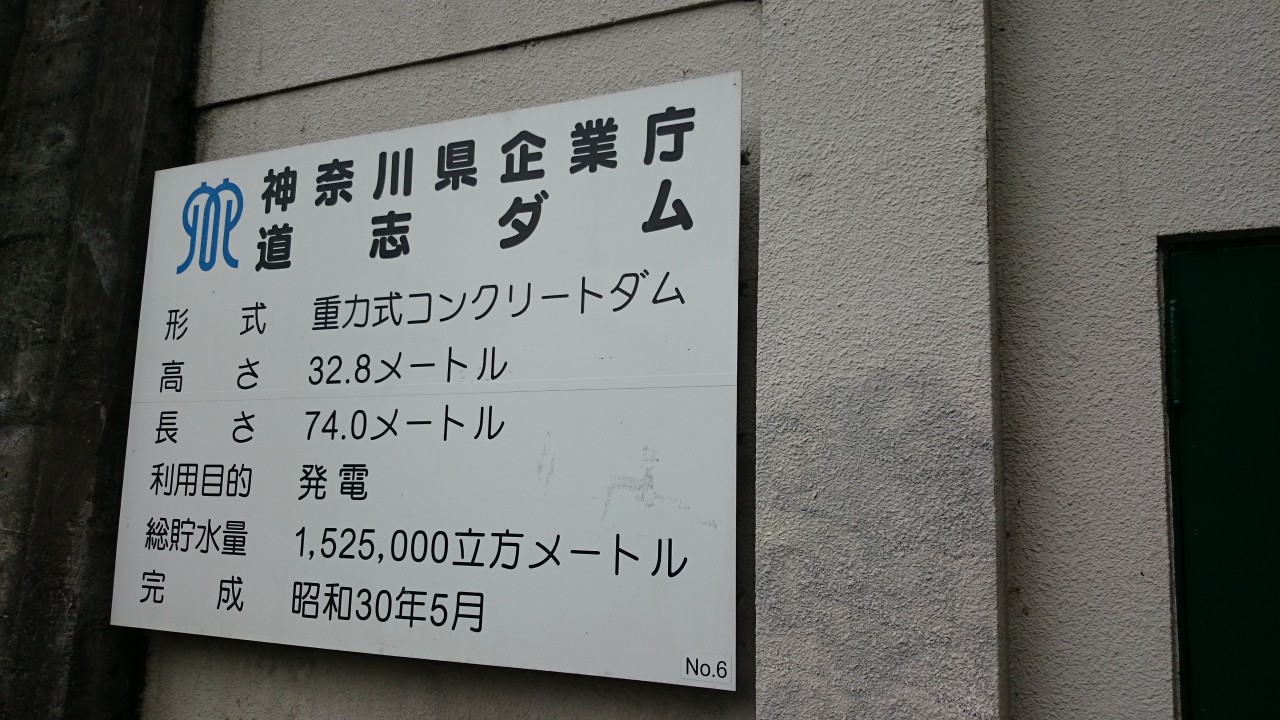 神奈川県企業庁
道志ダム
形式 重力式コンクリートダム
高さ 32.8メートル
長さ 74.0メートル
利用目的 発電
総貯水量 1,525,000立方メートル
完成 昭和30年5月
No.6